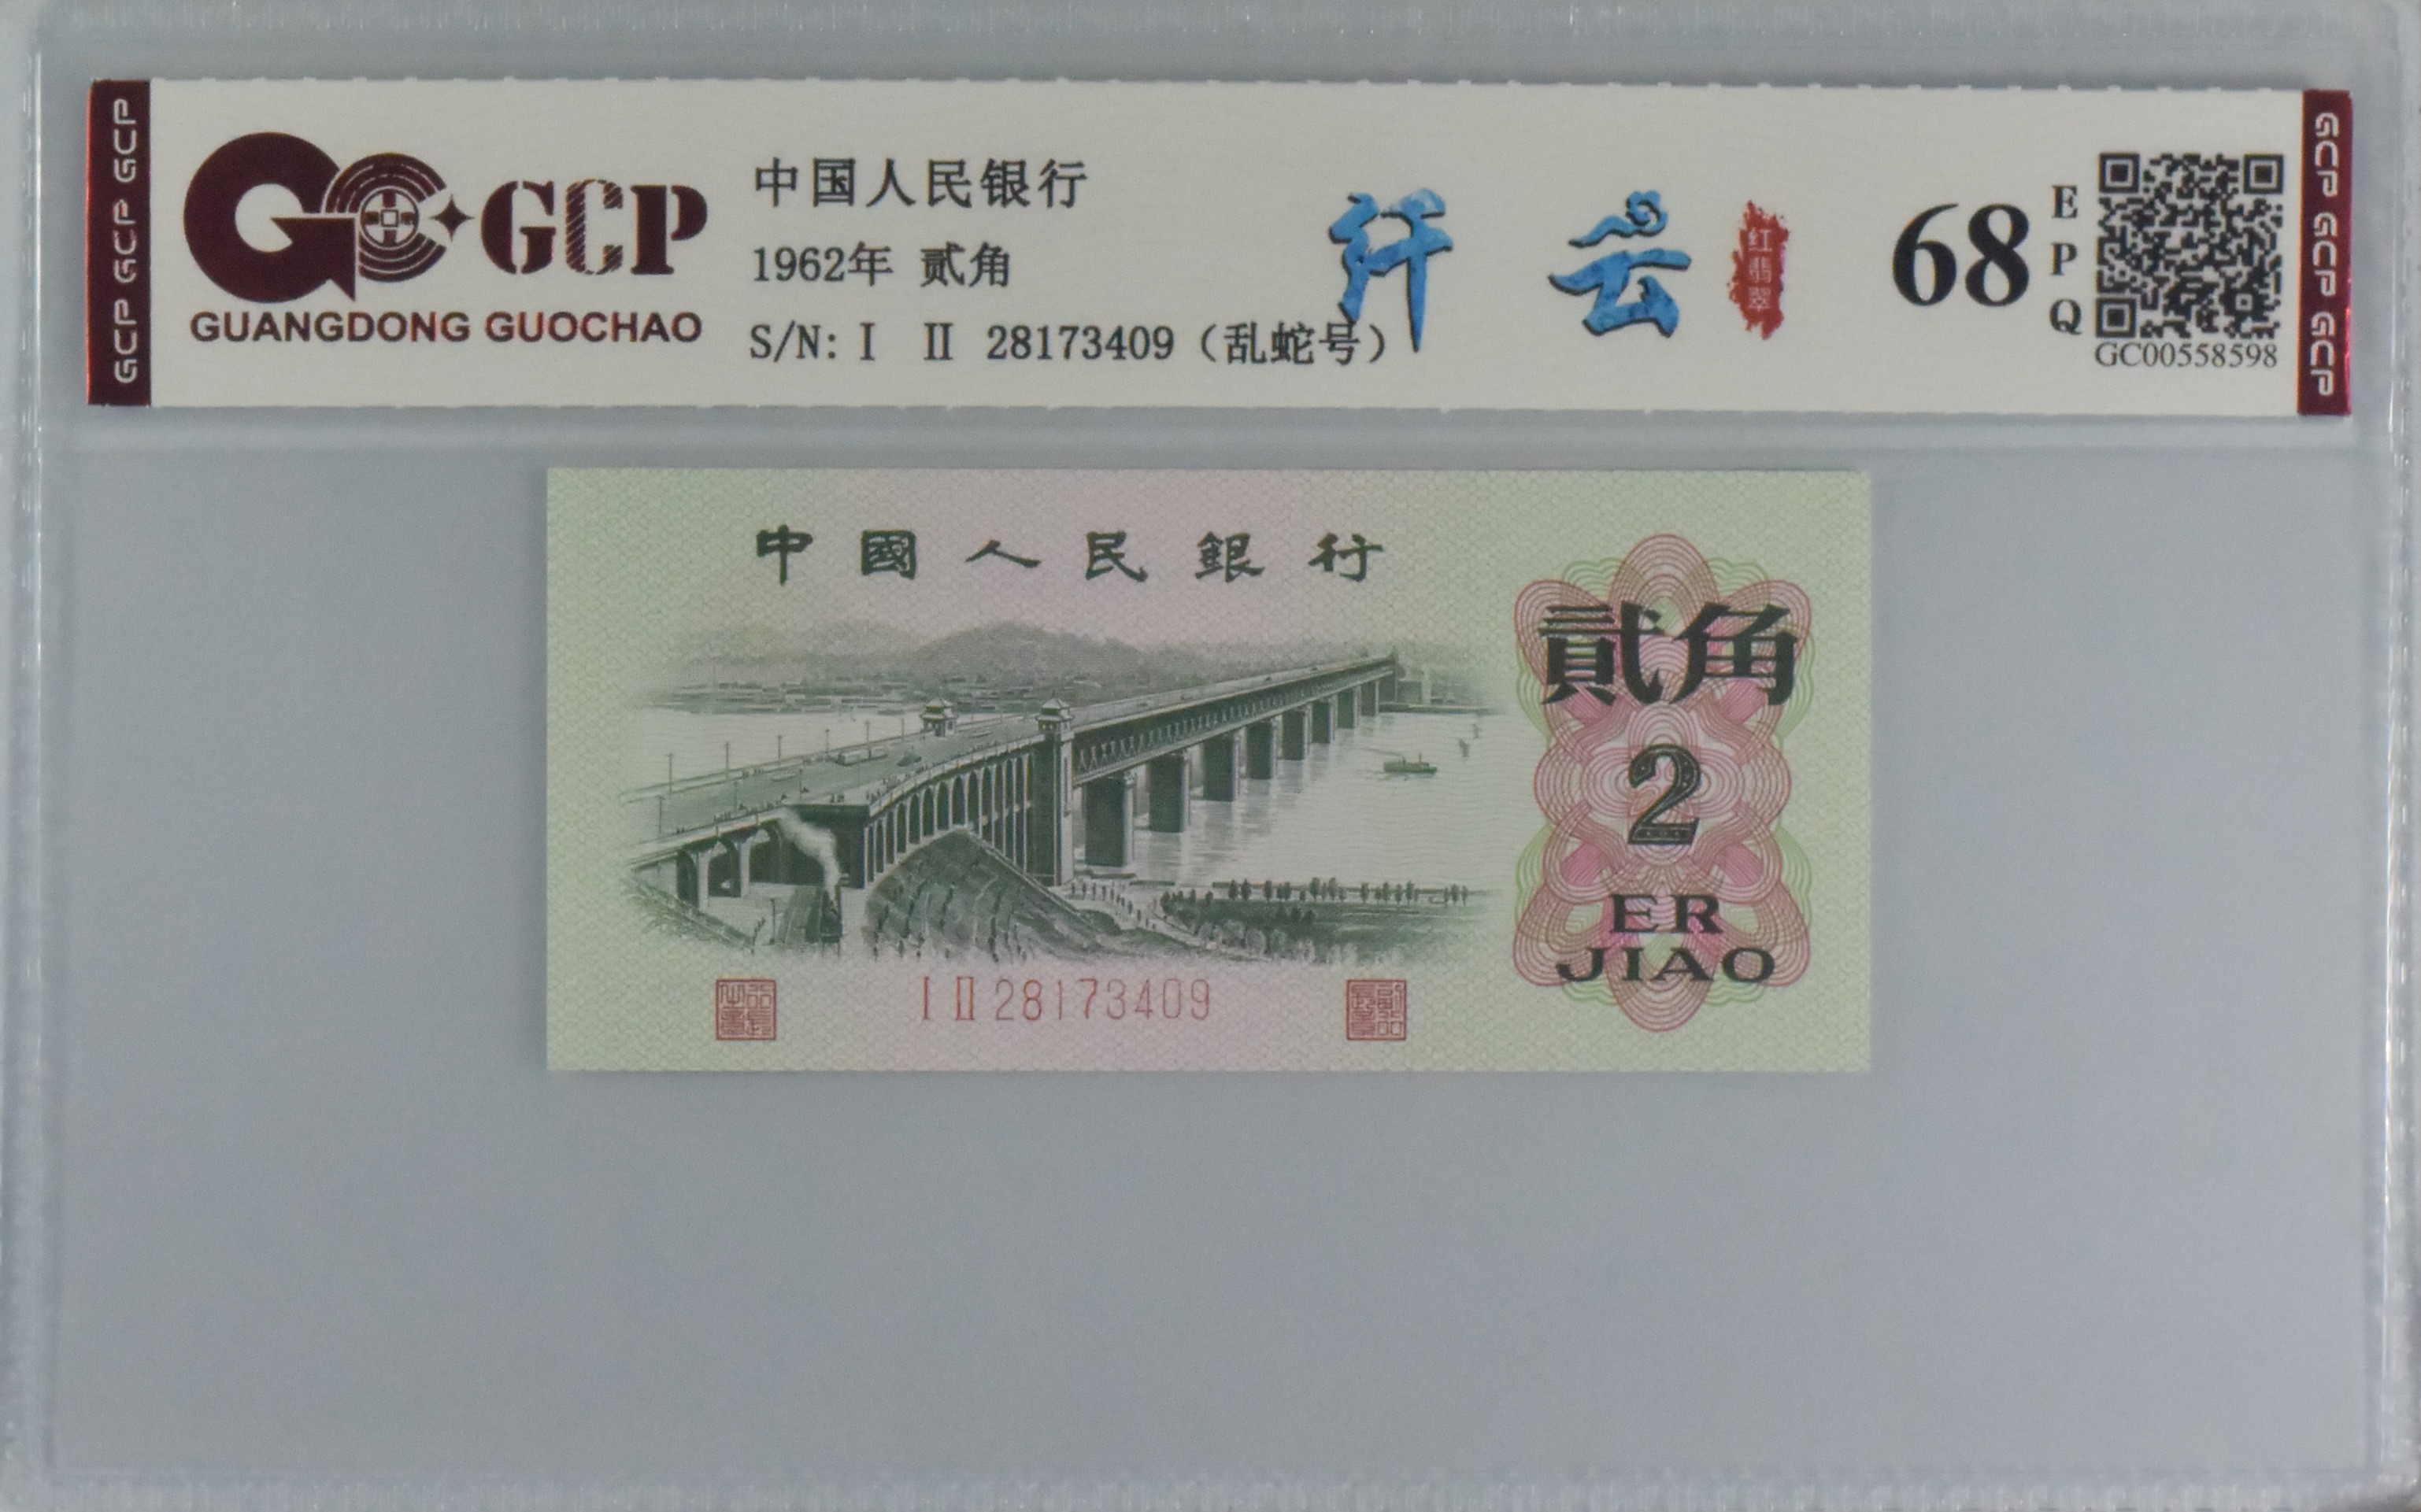 GCP GCP GCP
GCP
GUANGDONG GUOCHAO
中国人民银行
1962年 贰角
S/N: Ⅰ Ⅱ 28173409（乱蛇号）
纤云
红翡翠
68
EPQ
GC00558598
GCP GCP GCP
中國人民銀行
貳角
2
ER
JIAO
Ⅰ Ⅱ 28173409